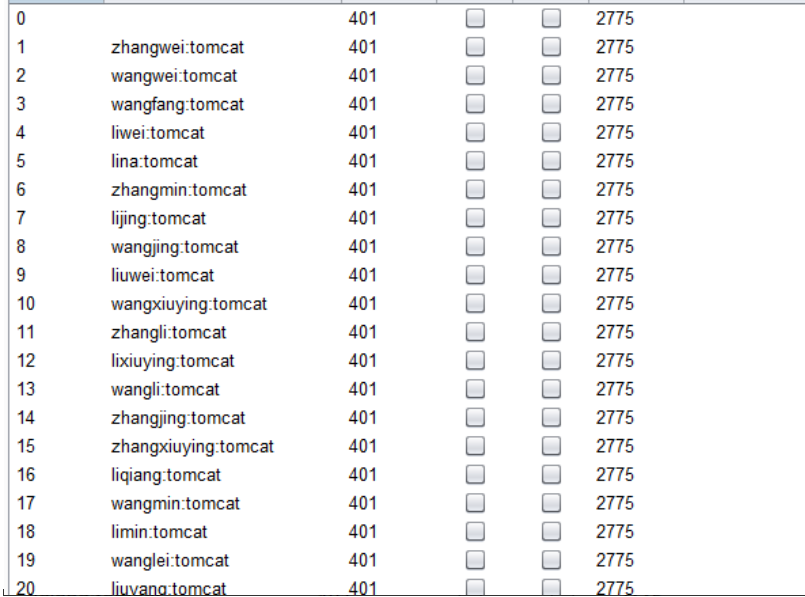 0 401 2775
1 zhangwei:tomcat 401 2775
2 wangwei:tomcat 401 2775
3 wangfang:tomcat 401 2775
4 liwei:tomcat 401 2775
5 lina:tomcat 401 2775
6 zhangmin:tomcat 401 2775
7 lijing:tomcat 401 2775
8 wangjing:tomcat 401 2775
9 liuwei:tomcat 401 2775
10 wangxiuying:tomcat 401 2775
11 zhangli:tomcat 401 2775
12 lixiuying:tomcat 401 2775
13 wangli:tomcat 401 2775
14 zhangjing:tomcat 401 2775
15 zhangxiuying:tomcat 401 2775
16 liqiang:tomcat 401 2775
17 wangmin:tomcat 401 2775
18 limin:tomcat 401 2775
19 wanglei:tomcat 401 2775
20 liuyang:tomcat 401 2775